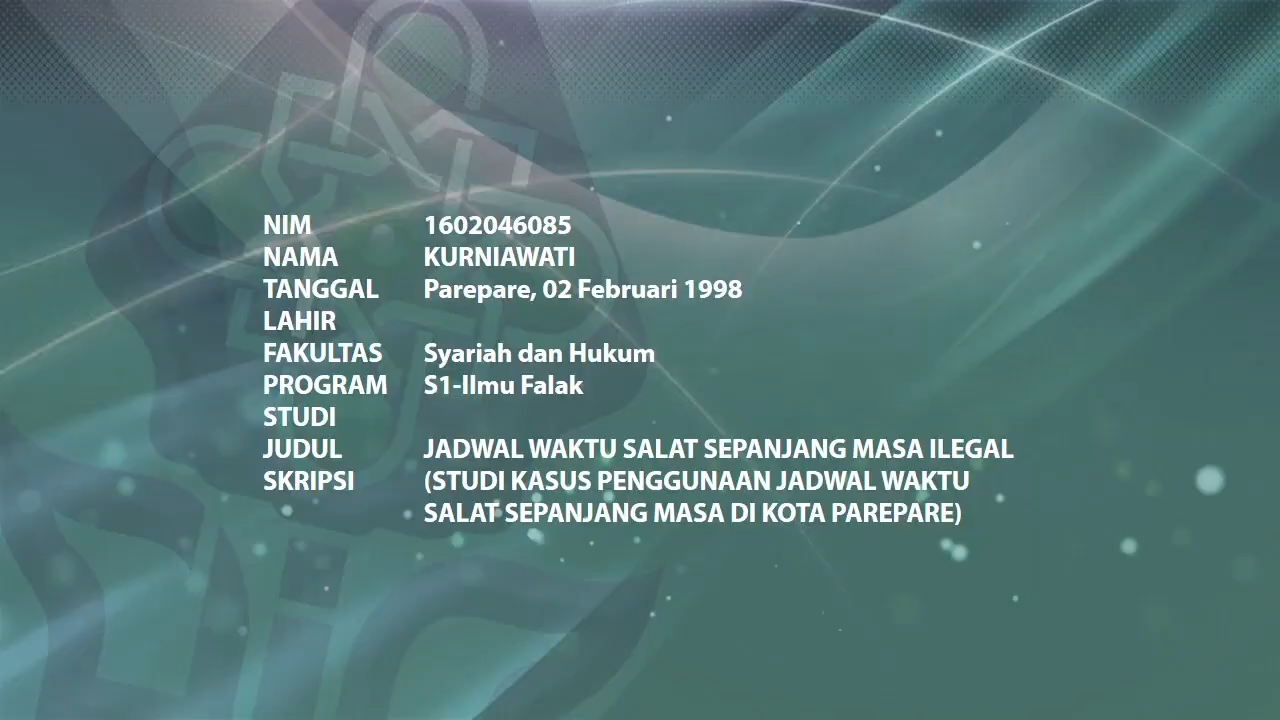 NIM 1602046085
NAMA KURNIAWATI
TANGGAL Parepare, 02 Februari 1998
LAHIR
FAKULTAS Syariah dan Hukum
PROGRAM S1-Ilmu Falak
STUDI
JUDUL JADWAL WAKTU SALAT SEPANJANG MASA ILEGAL
SKRIPSI (STUDI KASUS PENGGUNAAN JADWAL WAKTU
SALAT SEPANJANG MASA DI KOTA PAREPARE)